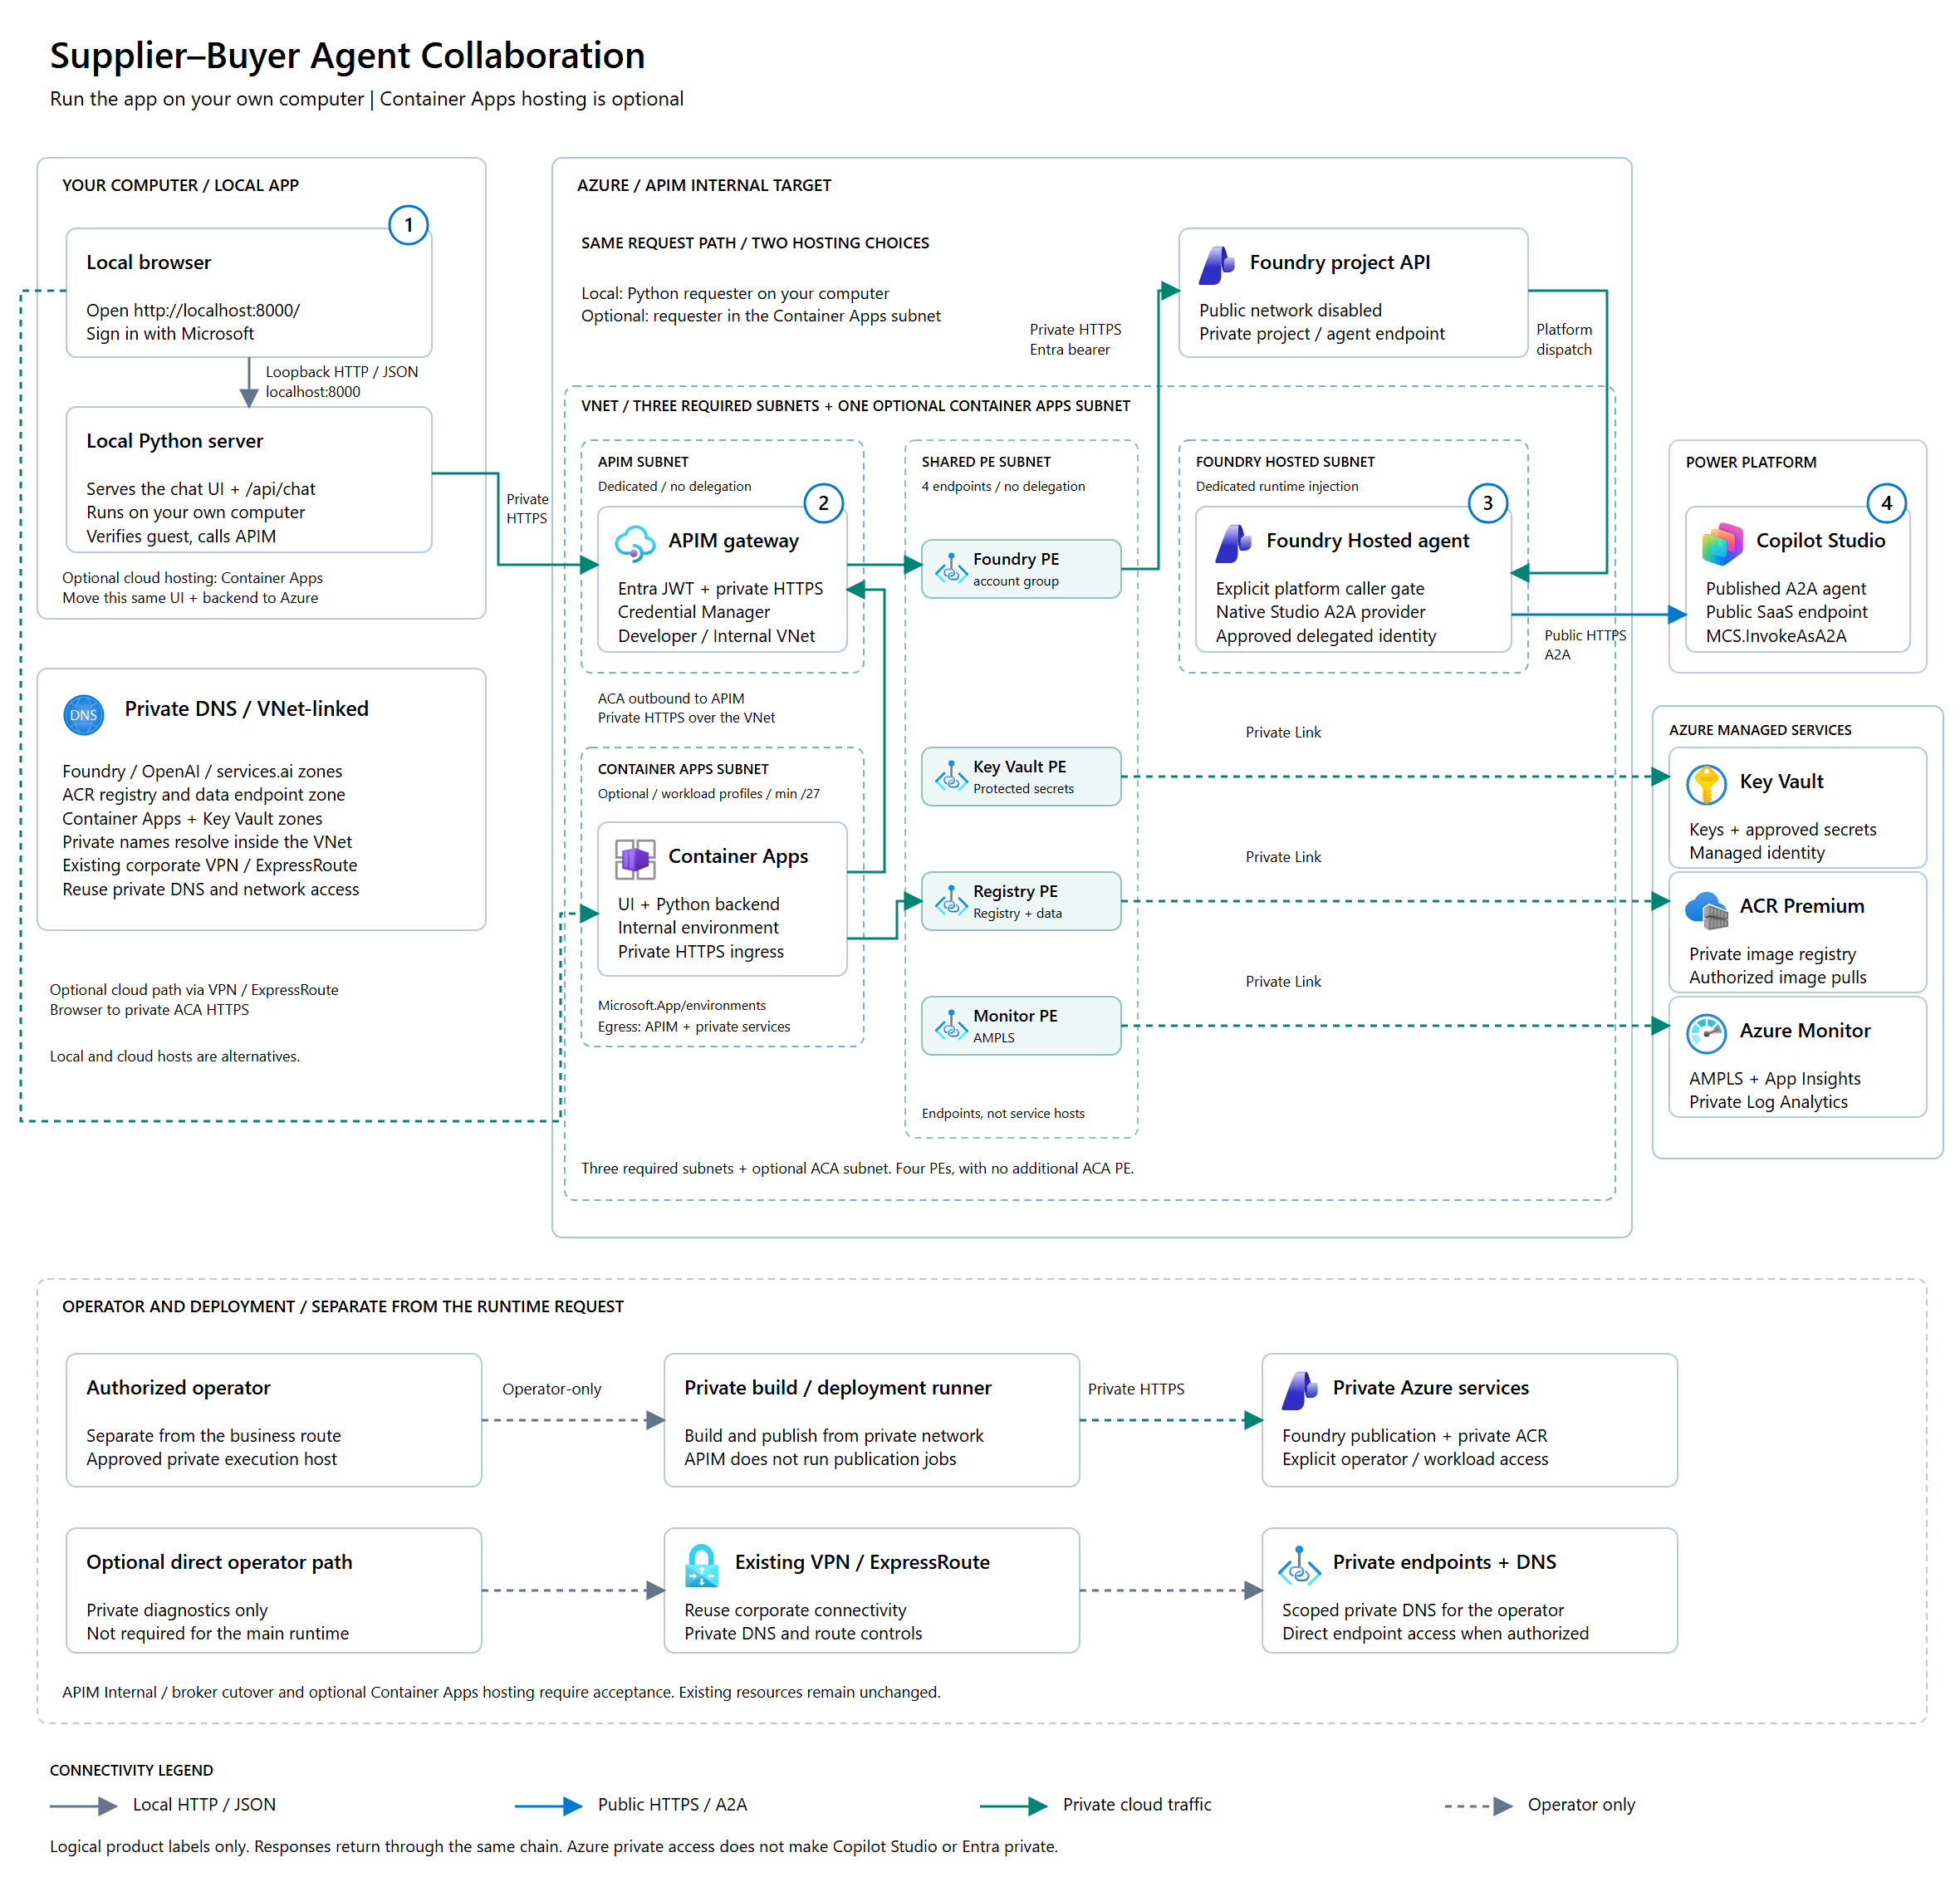 Supplier–Buyer Agent Collaboration
Run the app on your own computer | Container Apps hosting is optional
YOUR COMPUTER / LOCAL APP
1
Local browser
Open http://localhost:8000/
Sign in with Microsoft
Loopback HTTP / JSON
localhost:8000
Local Python server
Serves the chat UI + /api/chat
Runs on your own computer
Verifies guest, calls APIM
Optional cloud hosting: Container Apps
Move this same UI + backend to Azure
Private
HTTPS
DNS
Private DNS / VNet-linked
Foundry / OpenAI / services.ai zones
ACR registry and data endpoint zone
Container Apps + Key Vault zones
Private names resolve inside the VNet
Existing corporate VPN / ExpressRoute
Reuse private DNS and network access
Optional cloud path via VPN / ExpressRoute
Browser to private ACA HTTPS
Local and cloud hosts are alternatives.
AZURE / APIM INTERNAL TARGET
SAME REQUEST PATH / TWO HOSTING CHOICES
Local: Python requester on your computer
Optional: requester in the Container Apps subnet
Private HTTPS
Entra bearer
Foundry project API
Public network disabled
Private project / agent endpoint
Platform
dispatch
VNET / THREE REQUIRED SUBNETS + ONE OPTIONAL CONTAINER APPS SUBNET
APIM SUBNET
Dedicated / no delegation
2
APIM gateway
Entra JWT + private HTTPS
Credential Manager
Developer / Internal VNet
ACA outbound to APIM
Private HTTPS over the VNet
CONTAINER APPS SUBNET
Optional / workload profiles / min /27
Container Apps
UI + Python backend
Internal environment
Private HTTPS ingress
Microsoft.App/environments
Egress: APIM + private services
SHARED PE SUBNET
4 endpoints / no delegation
Foundry PE
account group
Key Vault PE
Protected secrets
Registry PE
Registry + data
Monitor PE
AMPLS
Endpoints, not service hosts
FOUNDRY HOSTED SUBNET
Dedicated runtime injection
3
Foundry Hosted agent
Explicit platform caller gate
Native Studio A2A provider
Approved delegated identity
Public HTTPS
A2A
Private Link
Private Link
Private Link
Three required subnets + optional ACA subnet. Four PEs, with no additional ACA PE.
POWER PLATFORM
4
Copilot Studio
Published A2A agent
Public SaaS endpoint
MCS.InvokeAsA2A
AZURE MANAGED SERVICES
Key Vault
Keys + approved secrets
Managed identity
ACR Premium
Private image registry
Authorized image pulls
Azure Monitor
AMPLS + App Insights
Private Log Analytics
OPERATOR AND DEPLOYMENT / SEPARATE FROM THE RUNTIME REQUEST
Authorized operator
Separate from the business route
Approved private execution host
Operator-only
Private build / deployment runner
Build and publish from private network
APIM does not run publication jobs
Private HTTPS
Private Azure services
Foundry publication + private ACR
Explicit operator / workload access
Optional direct operator path
Private diagnostics only
Not required for the main runtime
Existing VPN / ExpressRoute
Reuse corporate connectivity
Private DNS and route controls
Private endpoints + DNS
Scoped private DNS for the operator
Direct endpoint access when authorized
APIM Internal / broker cutover and optional Container Apps hosting require acceptance. Existing resources remain unchanged.
CONNECTIVITY LEGEND
Local HTTP / JSON
Public HTTPS / A2A
Private cloud traffic
Operator only
Logical product labels only. Responses return through the same chain. Azure private access does not make Copilot Studio or Entra private.